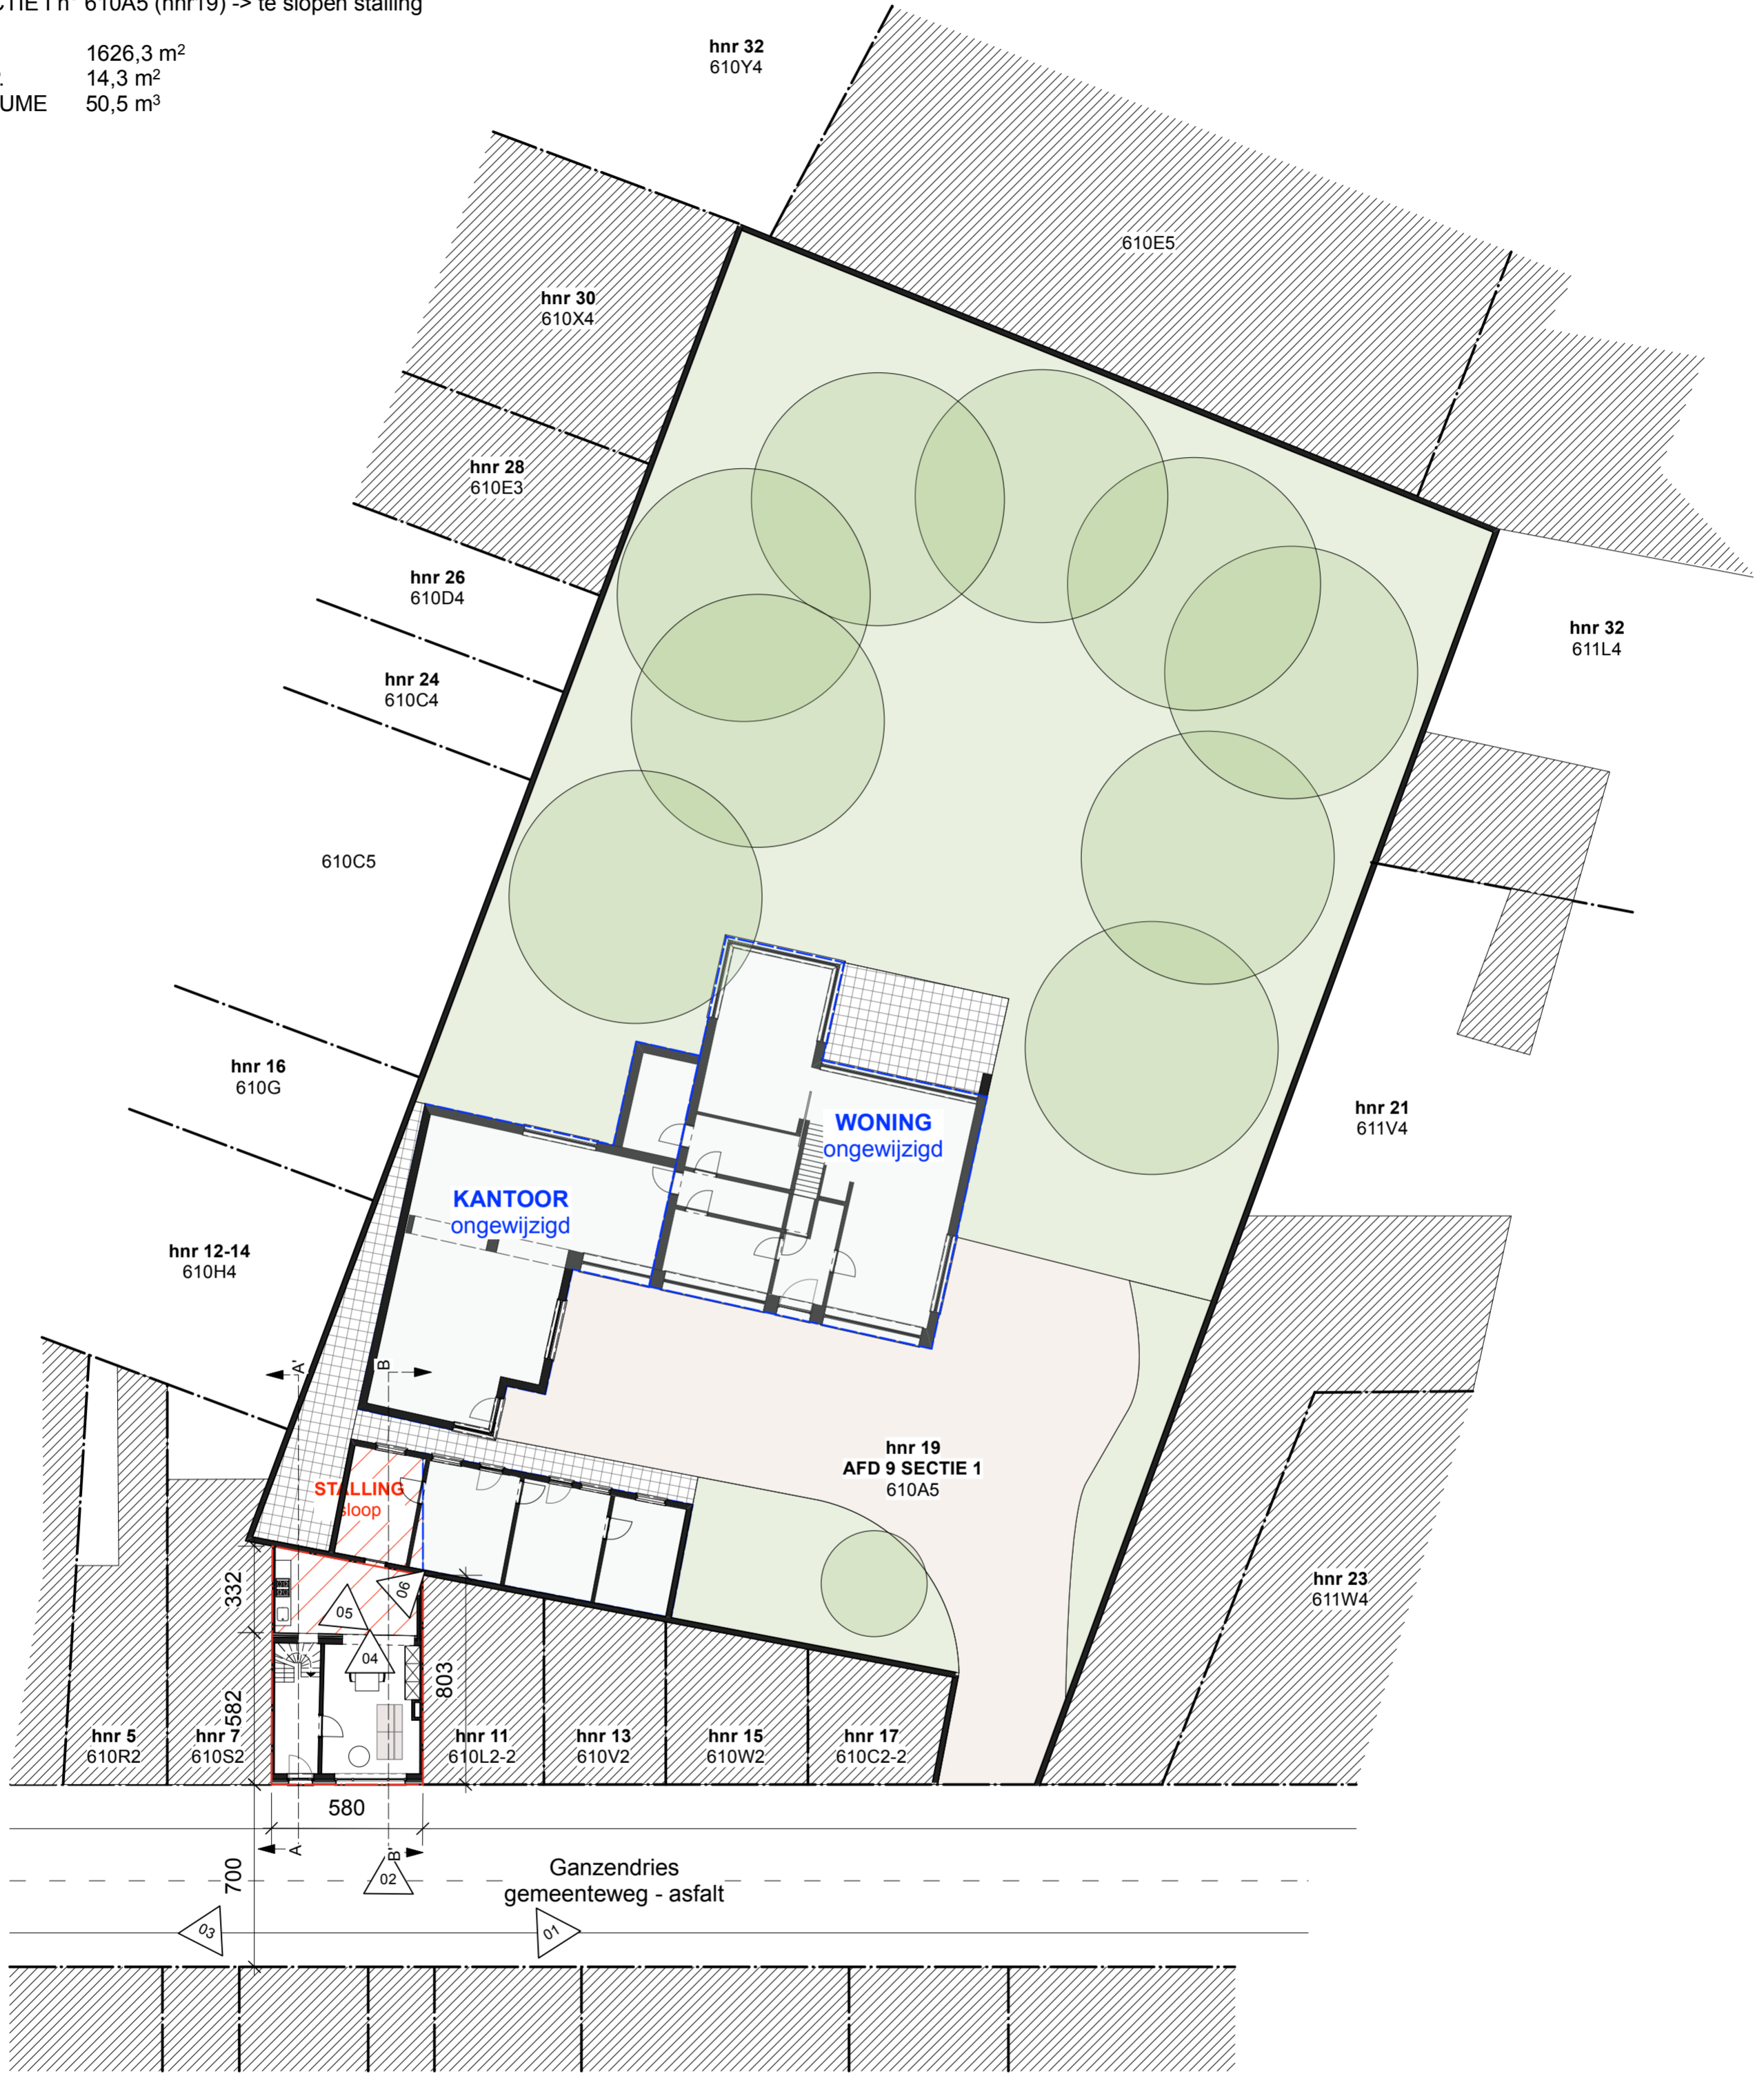 CTIE I n° 610A5 (hnr19) -> te slopen stalling
1626,3 m²
14,3 m²
UME 50,5 m³
hnr 32
610Y4
610E5
hnr 30
610X4
hnr 28
610E3
hnr 26
610D4
hnr 24
610C4
hnr 32
611L4
610C5
hnr 16
610G
hnr 21
611V4
WONING
ongewijzigd
KANTOOR
ongewijzigd
hnr 12-14
610H4
A'
B
hnr 19
AFD 9 SECTIE 1
610A5
STALLING
sloop
332
06
05
04
hnr 23
611W4
582
803
hnr 5
610R2
hnr 7
610S2
hnr 11
610L2-2
hnr 13
610V2
hnr 15
610W2
hnr 17
610C2-2
580
A
B'
700
02
Ganzendries
gemeenteweg - asfalt
03
01